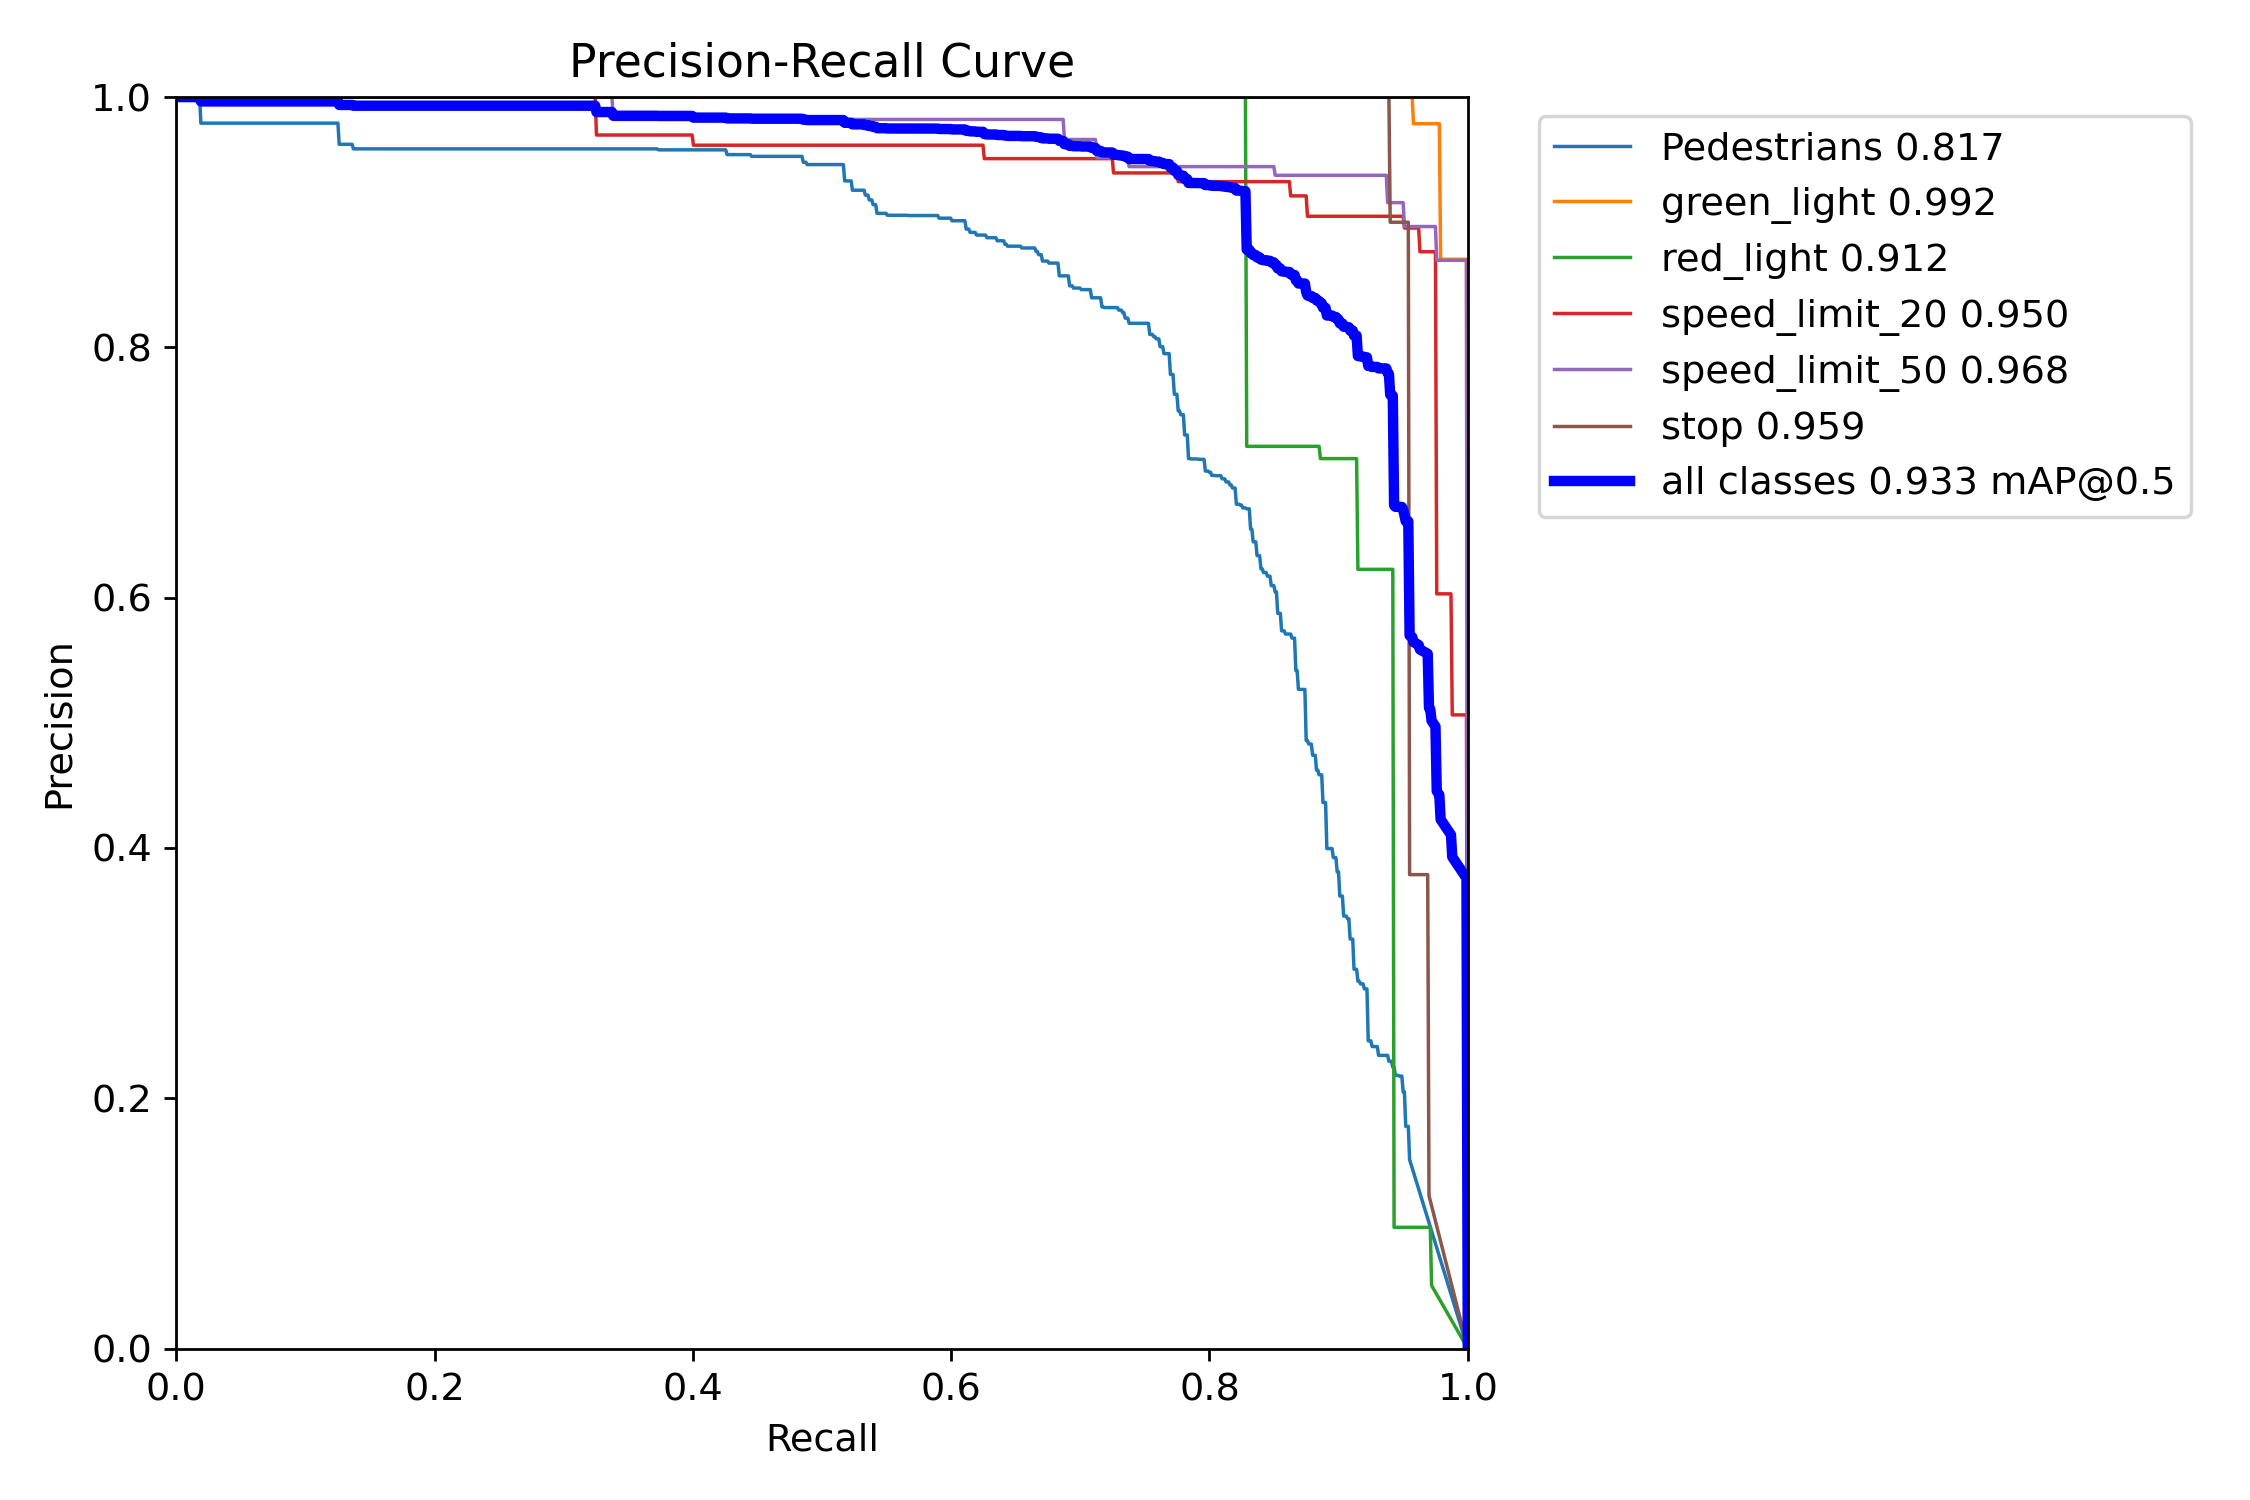 Precision-Recall Curve
1.0
0.8
0.6
0.4
0.2
0.0
Precision
0.0 0.2 0.4 0.6 0.8 1.0
Recall
Pedestrians 0.817
green_light 0.992
red_light 0.912
speed_limit_20 0.950
speed_limit_50 0.968
stop 0.959
all classes 0.933 mAP@0.5